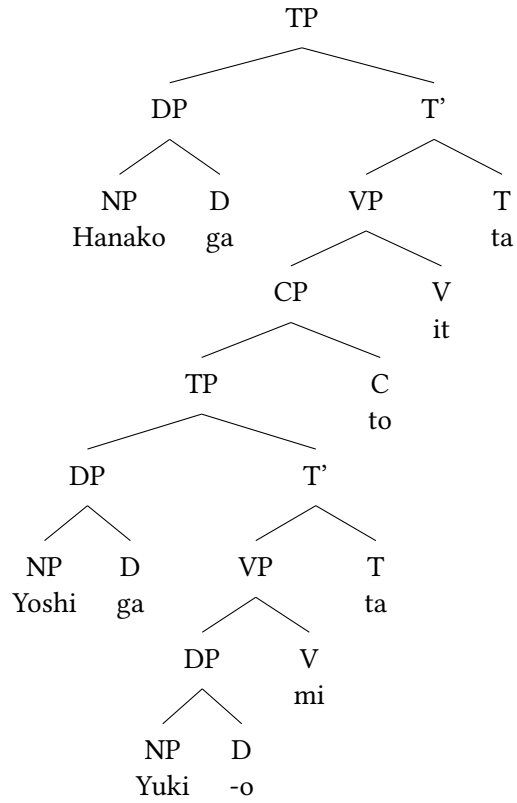 TP
DP T’
NP D VP T
Hanako ga ta
CP V
it
TP C
to
DP T’
NP D VP T
Yoshi ga ta
DP V
mi
NP D
Yuki -o